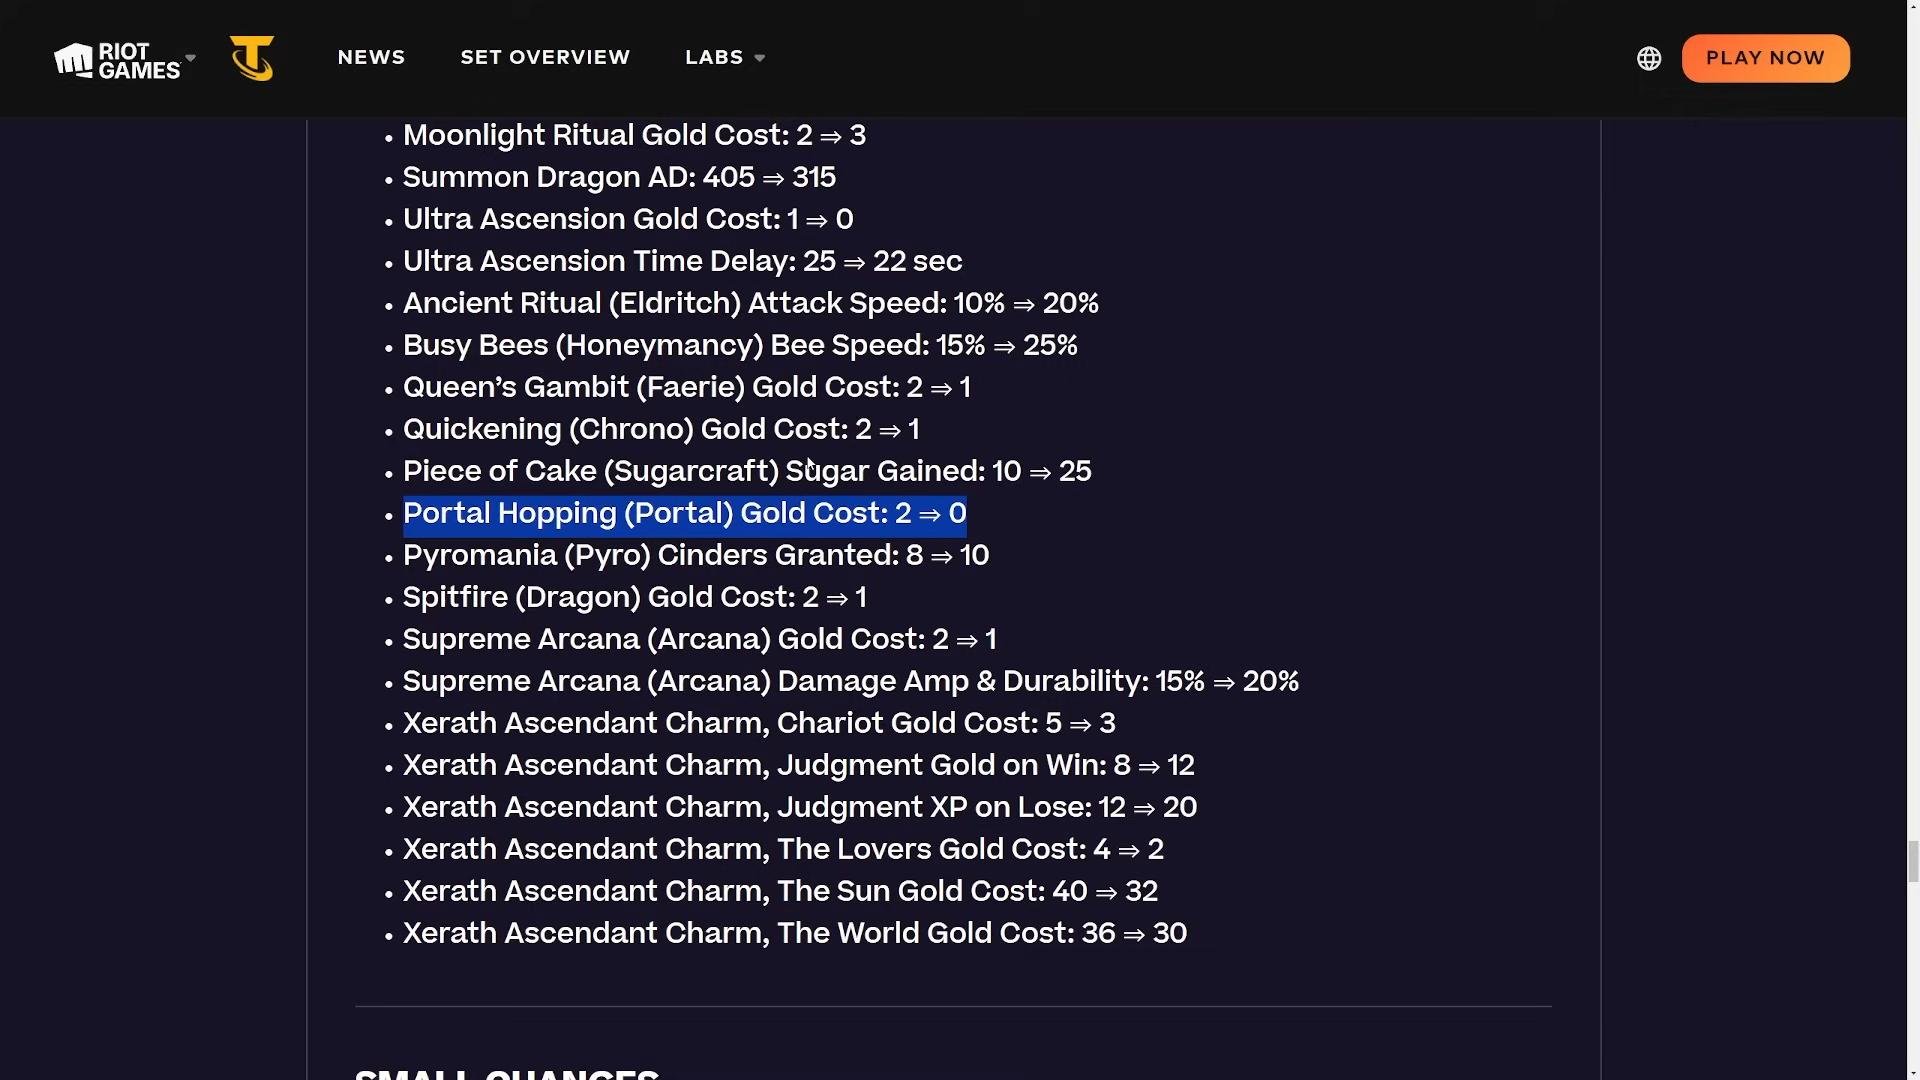 RIOT GAMES
NEWS
SET OVERVIEW
LABS
PLAY NOW
• Moonlight Ritual Gold Cost: 2 ⇒ 3
• Summon Dragon AD: 405 ⇒ 315
• Ultra Ascension Gold Cost: 1 ⇒ 0
• Ultra Ascension Time Delay: 25 ⇒ 22 sec
• Ancient Ritual (Eldritch) Attack Speed: 10% ⇒ 20%
• Busy Bees (Honeymancy) Bee Speed: 15% ⇒ 25%
• Queen’s Gambit (Faerie) Gold Cost: 2 ⇒ 1
• Quickening (Chrono) Gold Cost: 2 ⇒ 1
• Piece of Cake (Sugarcraft) Sugar Gained: 10 ⇒ 25
• Portal Hopping (Portal) Gold Cost: 2 ⇒ 0
• Pyromania (Pyro) Cinders Granted: 8 ⇒ 10
• Spitfire (Dragon) Gold Cost: 2 ⇒ 1
• Supreme Arcana (Arcana) Gold Cost: 2 ⇒ 1
• Supreme Arcana (Arcana) Damage Amp & Durability: 15% ⇒ 20%
• Xerath Ascendant Charm, Chariot Gold Cost: 5 ⇒ 3
• Xerath Ascendant Charm, Judgment Gold on Win: 8 ⇒ 12
• Xerath Ascendant Charm, Judgment XP on Lose: 12 ⇒ 20
• Xerath Ascendant Charm, The Lovers Gold Cost: 4 ⇒ 2
• Xerath Ascendant Charm, The Sun Gold Cost: 40 ⇒ 32
• Xerath Ascendant Charm, The World Gold Cost: 36 ⇒ 30
SMALL CHANGES